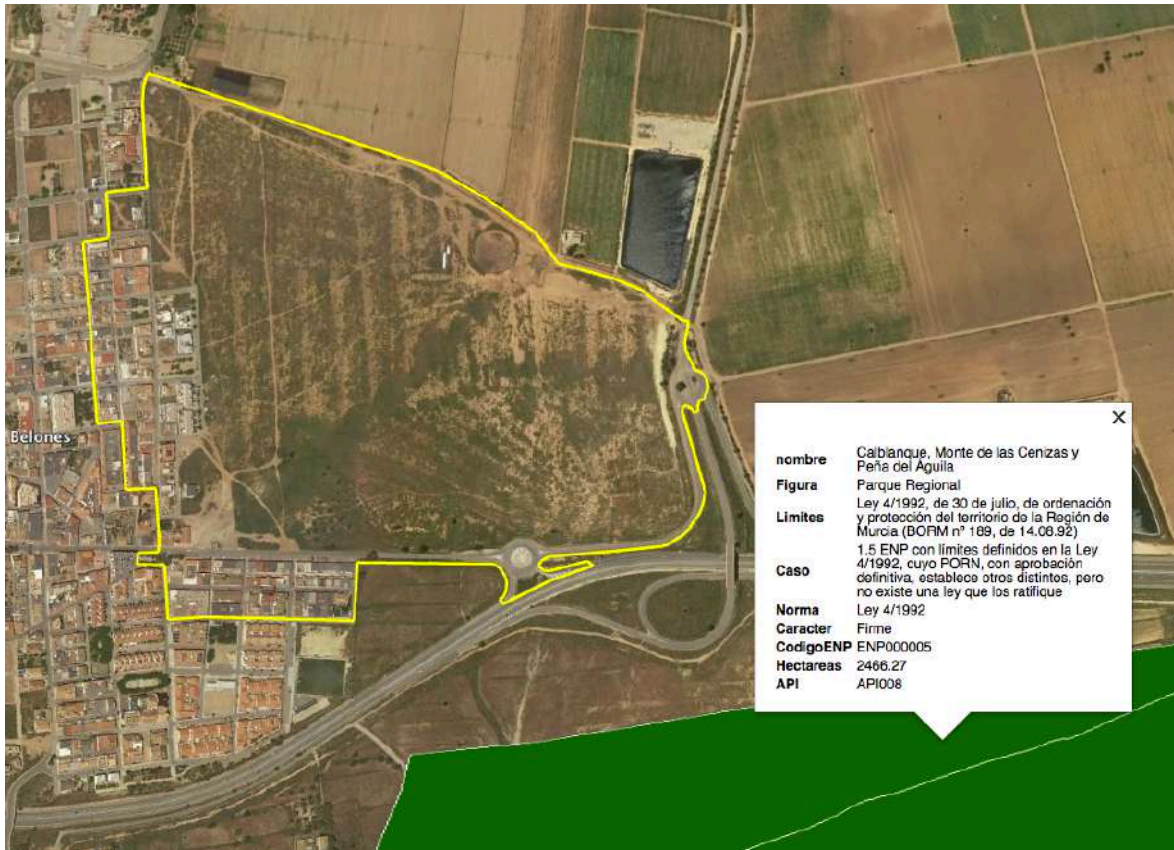 Belones
X
nombre Calblanque, Monte de las Cenizas y
Peña del Aguila
Figura Parque Regional
Limites Ley 4/1992, de 30 de julio, de ordenación
y protección del territorio de la Región de
Murcia (BORM nº 189, de 14.08.92)
Caso 1.5 ENP con límites definidos en la Ley
4/1992, cuyo PORN, con aprobación
definitiva, establece otros distintos, pero
no existe una ley que los ratifique
Norma Ley 4/1992
Caracter Firme
CodigoENP ENP000005
Hectareas 2466.27
API API008